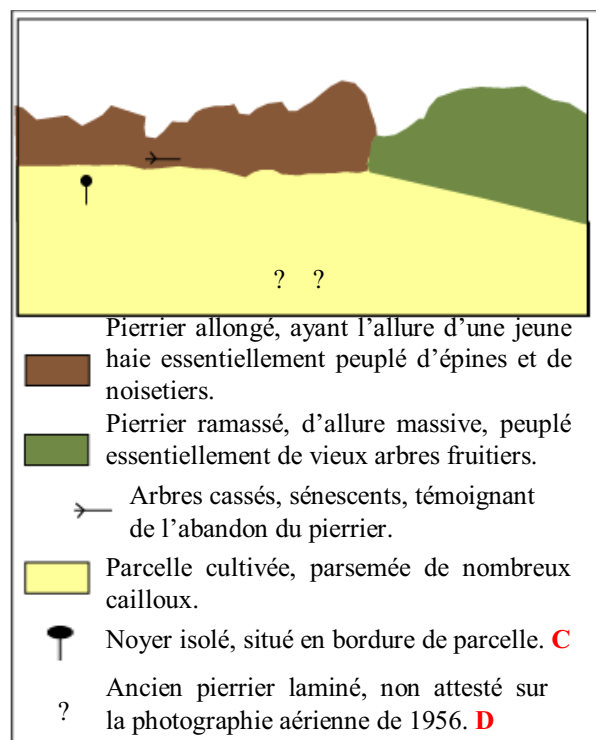 ? ?
Pierrier allongé, ayant l’allure d’une jeune
haie essentiellement peuplé d’épines et de
noisetiers.
Pierrier ramassé, d’allure massive, peuplé
essentiellement de vieux arbres fruitiers.
Arbres cassés, sénescents, témoignant
de l’abandon du pierrier.
Parcelle cultivée, parsemée de nombreux
cailloux.
Noyer isolé, situé en bordure de parcelle. C
Ancien pierrier laminé, non attesté sur
? la photographie aérienne de 1956. D